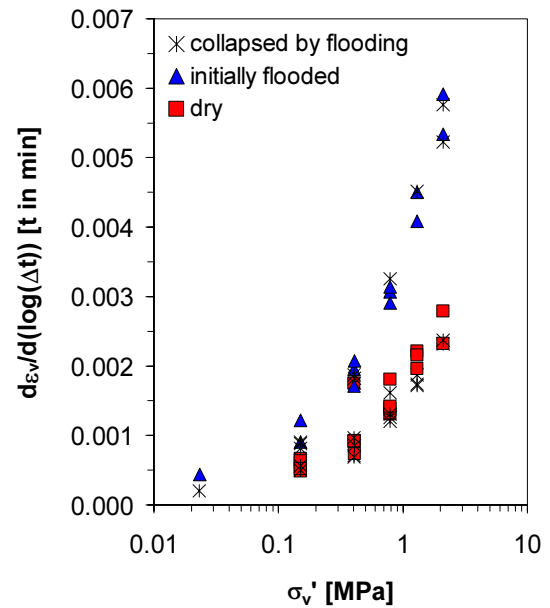 collapsed by flooding
initially flooded
dry
dεv/d(log(Δt)) [t in min]
0.007
0.006
0.005
0.004
0.003
0.002
0.001
0.000
0.01
0.1
1
10
σv' [MPa]